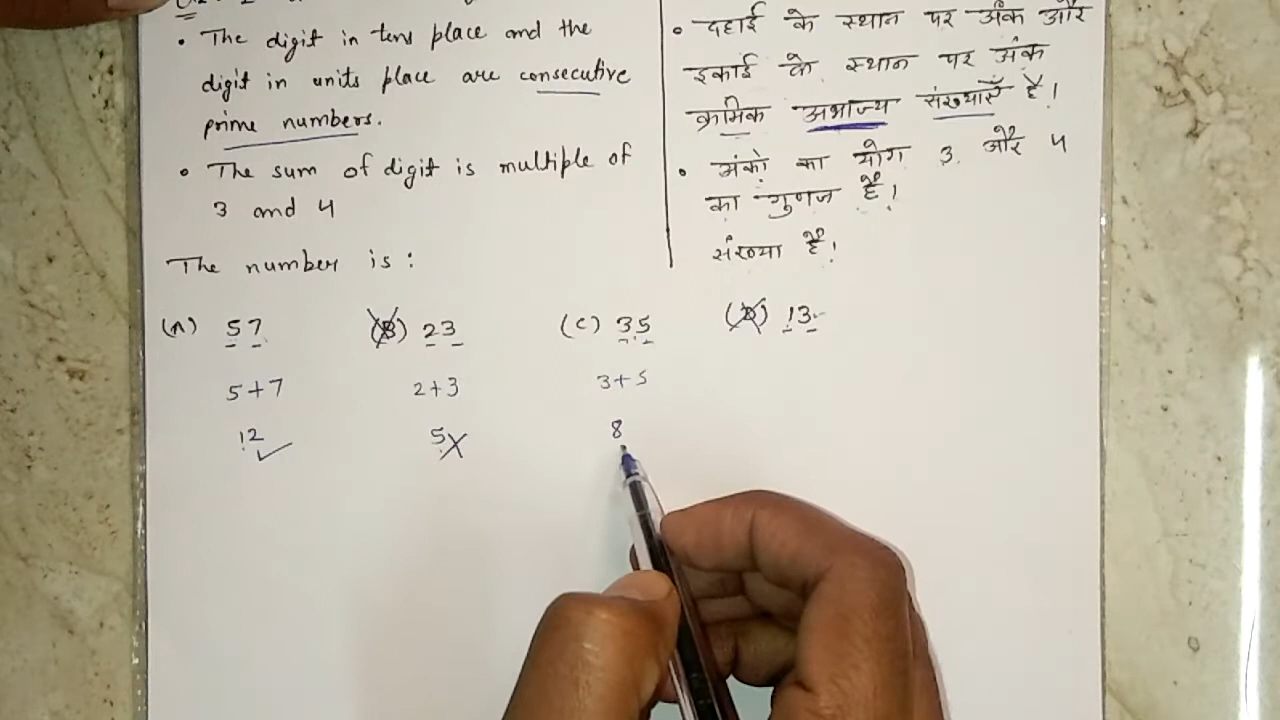 • The digit in tens place and the
digit in units place are consecutive
prime numbers.
• The sum of digit is multiple of
3 and 4
The number is :
• दहाई के स्थान पर अंक और
इकाई के स्थान पर अंक
क्रमिक अभाज्य संख्याएँ है।
• अंको का योग 3 और 4
का गुणज है।
संख्या है।
(A) 57 (B) 23 (C) 35 (D) 13
5+7 2+3 3+5
12 5 8